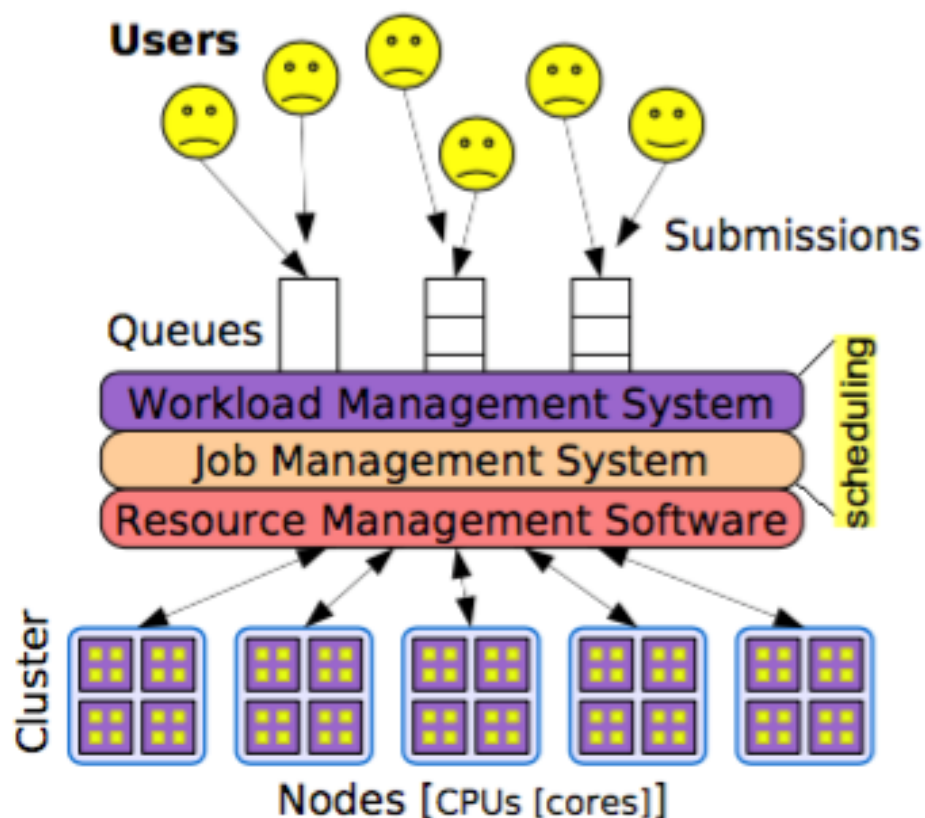 Users
Submissions
Queues
Workload Management System
Job Management System
Resource Management Software
scheduling
Cluster
Nodes [CPUs [cores]]